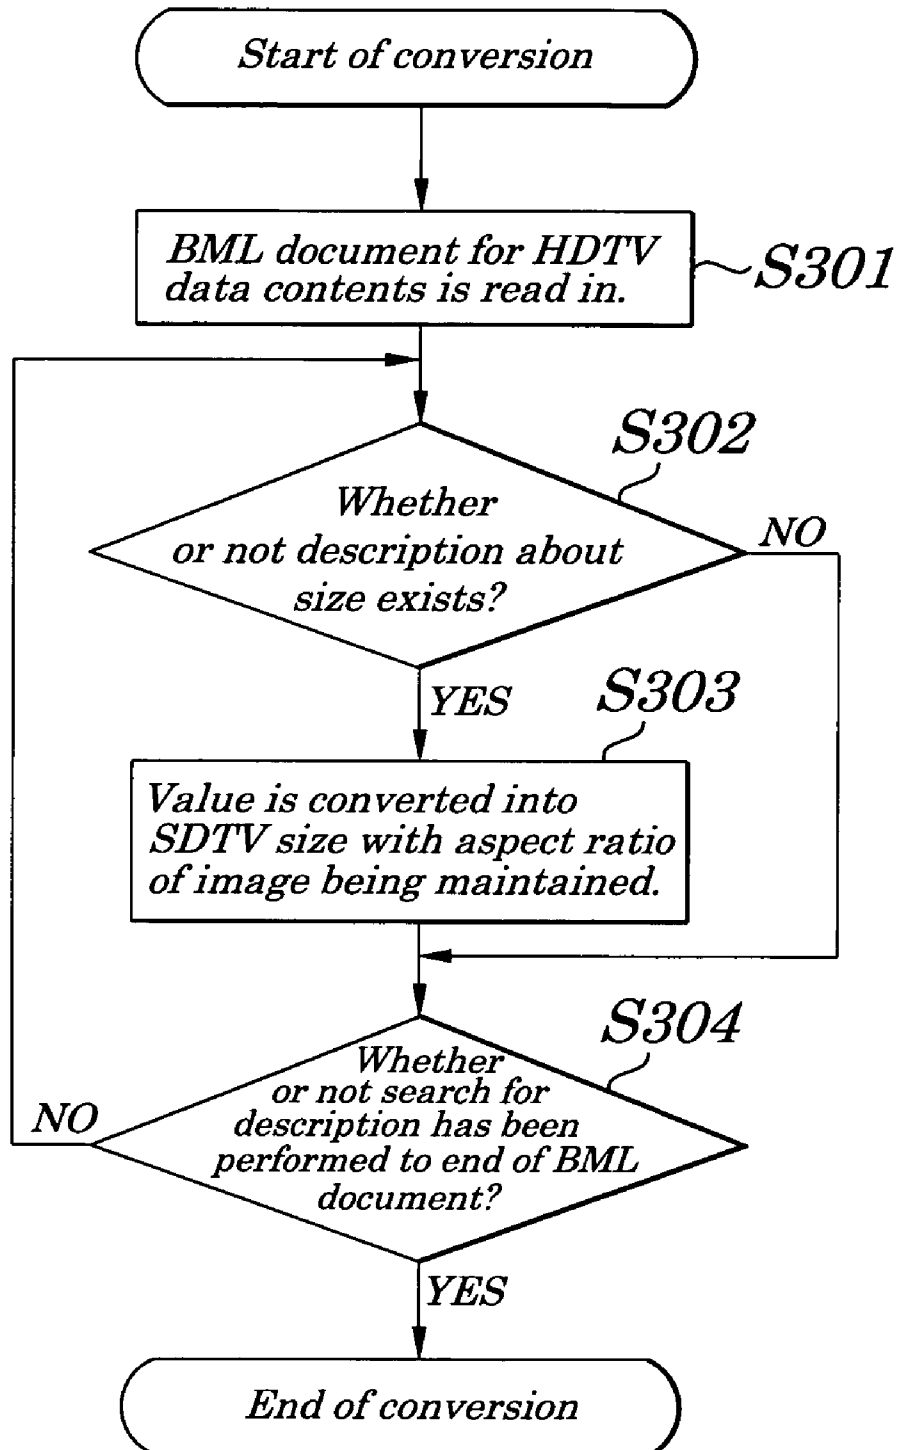 Start of conversion
BML document for HDTV
data contents is read in.
S301
S302
Whether
or not description about
size exists?
NO
YES
S303
Value is converted into
SDTV size with aspect ratio
of image being maintained.
S304
Whether
or not search for
description has been
performed to end of BML
document?
NO
YES
End of conversion